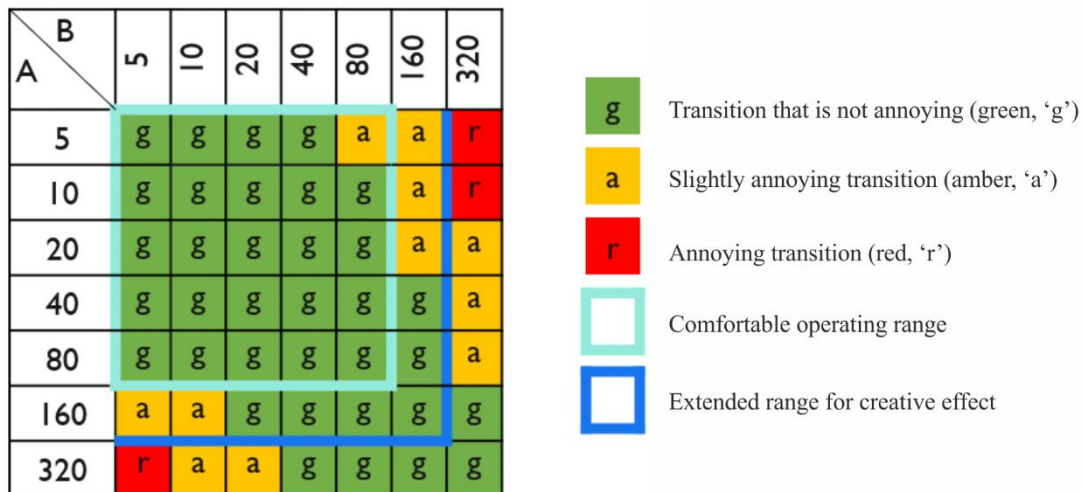 B
A 5 10 20 40 80 160 320
5 g g g g a a r
10 g g g g g a r
20 g g g g g a a
40 g g g g g g a
80 g g g g g g a
160 a a g g g g g
320 r a a g g g g
g Transition that is not annoying (green, ‘g’)
a Slightly annoying transition (amber, ‘a’)
r Annoying transition (red, ‘r’)
Comfortable operating range
Extended range for creative effect